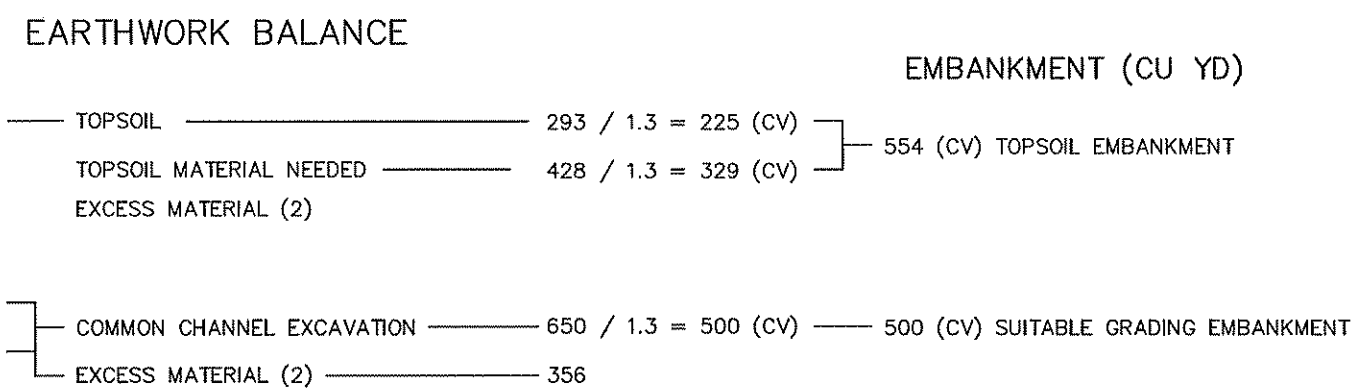 EARTHWORK BALANCE
EMBANKMENT (CU YD)
TOPSOIL 293 / 1.3 = 225 (CV)
554 (CV) TOPSOIL EMBANKMENT
TOPSOIL MATERIAL NEEDED 428 / 1.3 = 329 (CV)
EXCESS MATERIAL (2)
COMMON CHANNEL EXCAVATION 650 / 1.3 = 500 (CV) 500 (CV) SUITABLE GRADING EMBANKMENT
EXCESS MATERIAL (2) 356